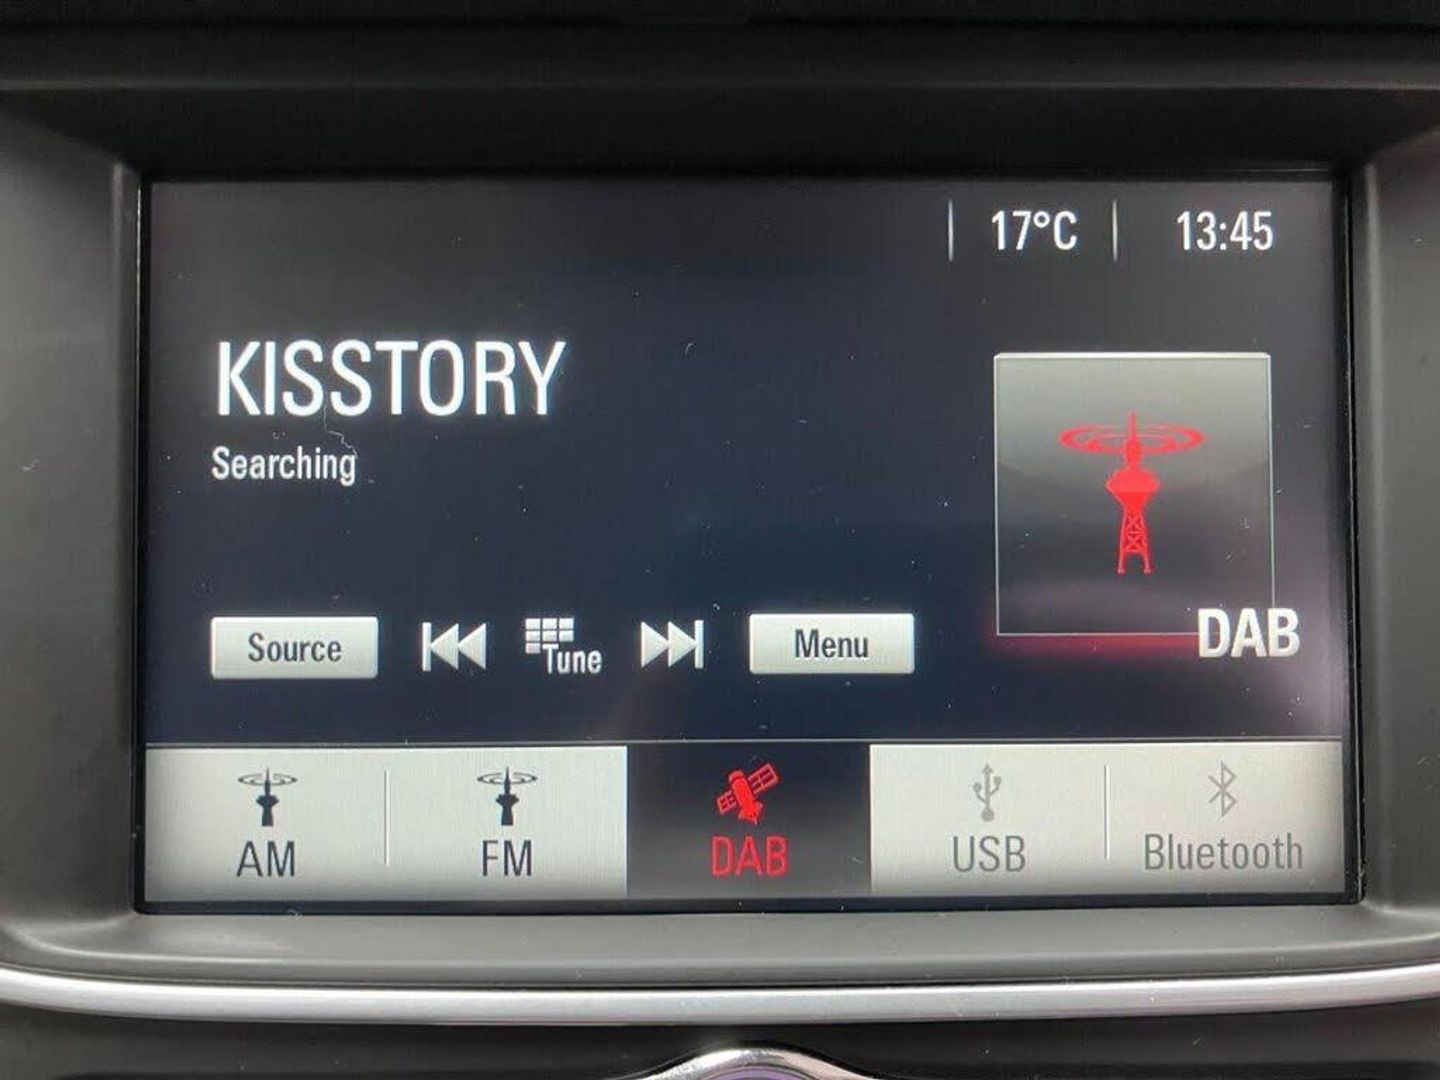 17°C 13:45
KISSTORY
Searching
Source Tune Menu
DAB
AM FM DAB USB Bluetooth